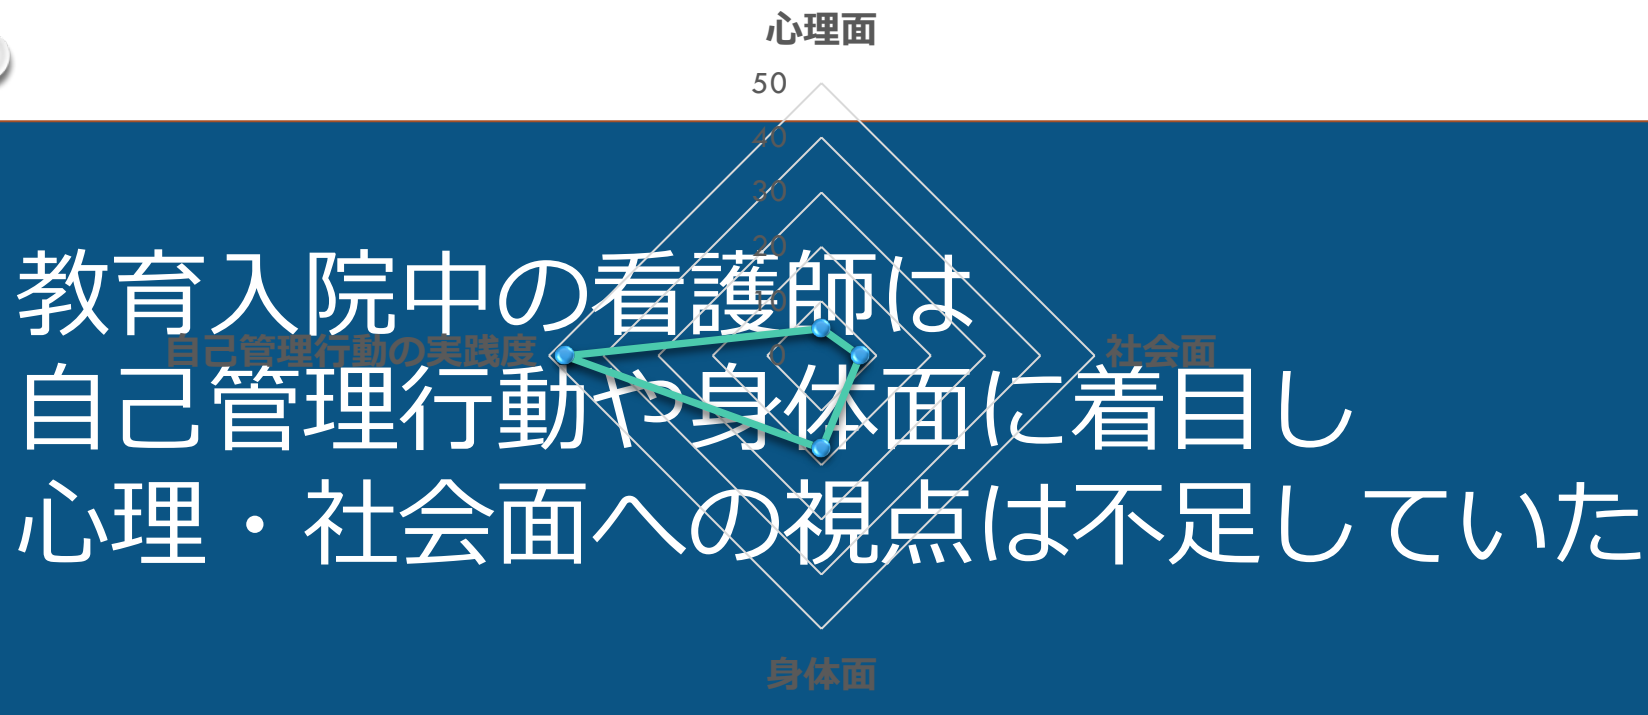 心理面
50
40
30
20
10
0
教育入院中の看護師は
自己管理行動の実践度
社会面
自己管理行動や身体面に着目し
心理・社会面への視点は不足していた
身体面